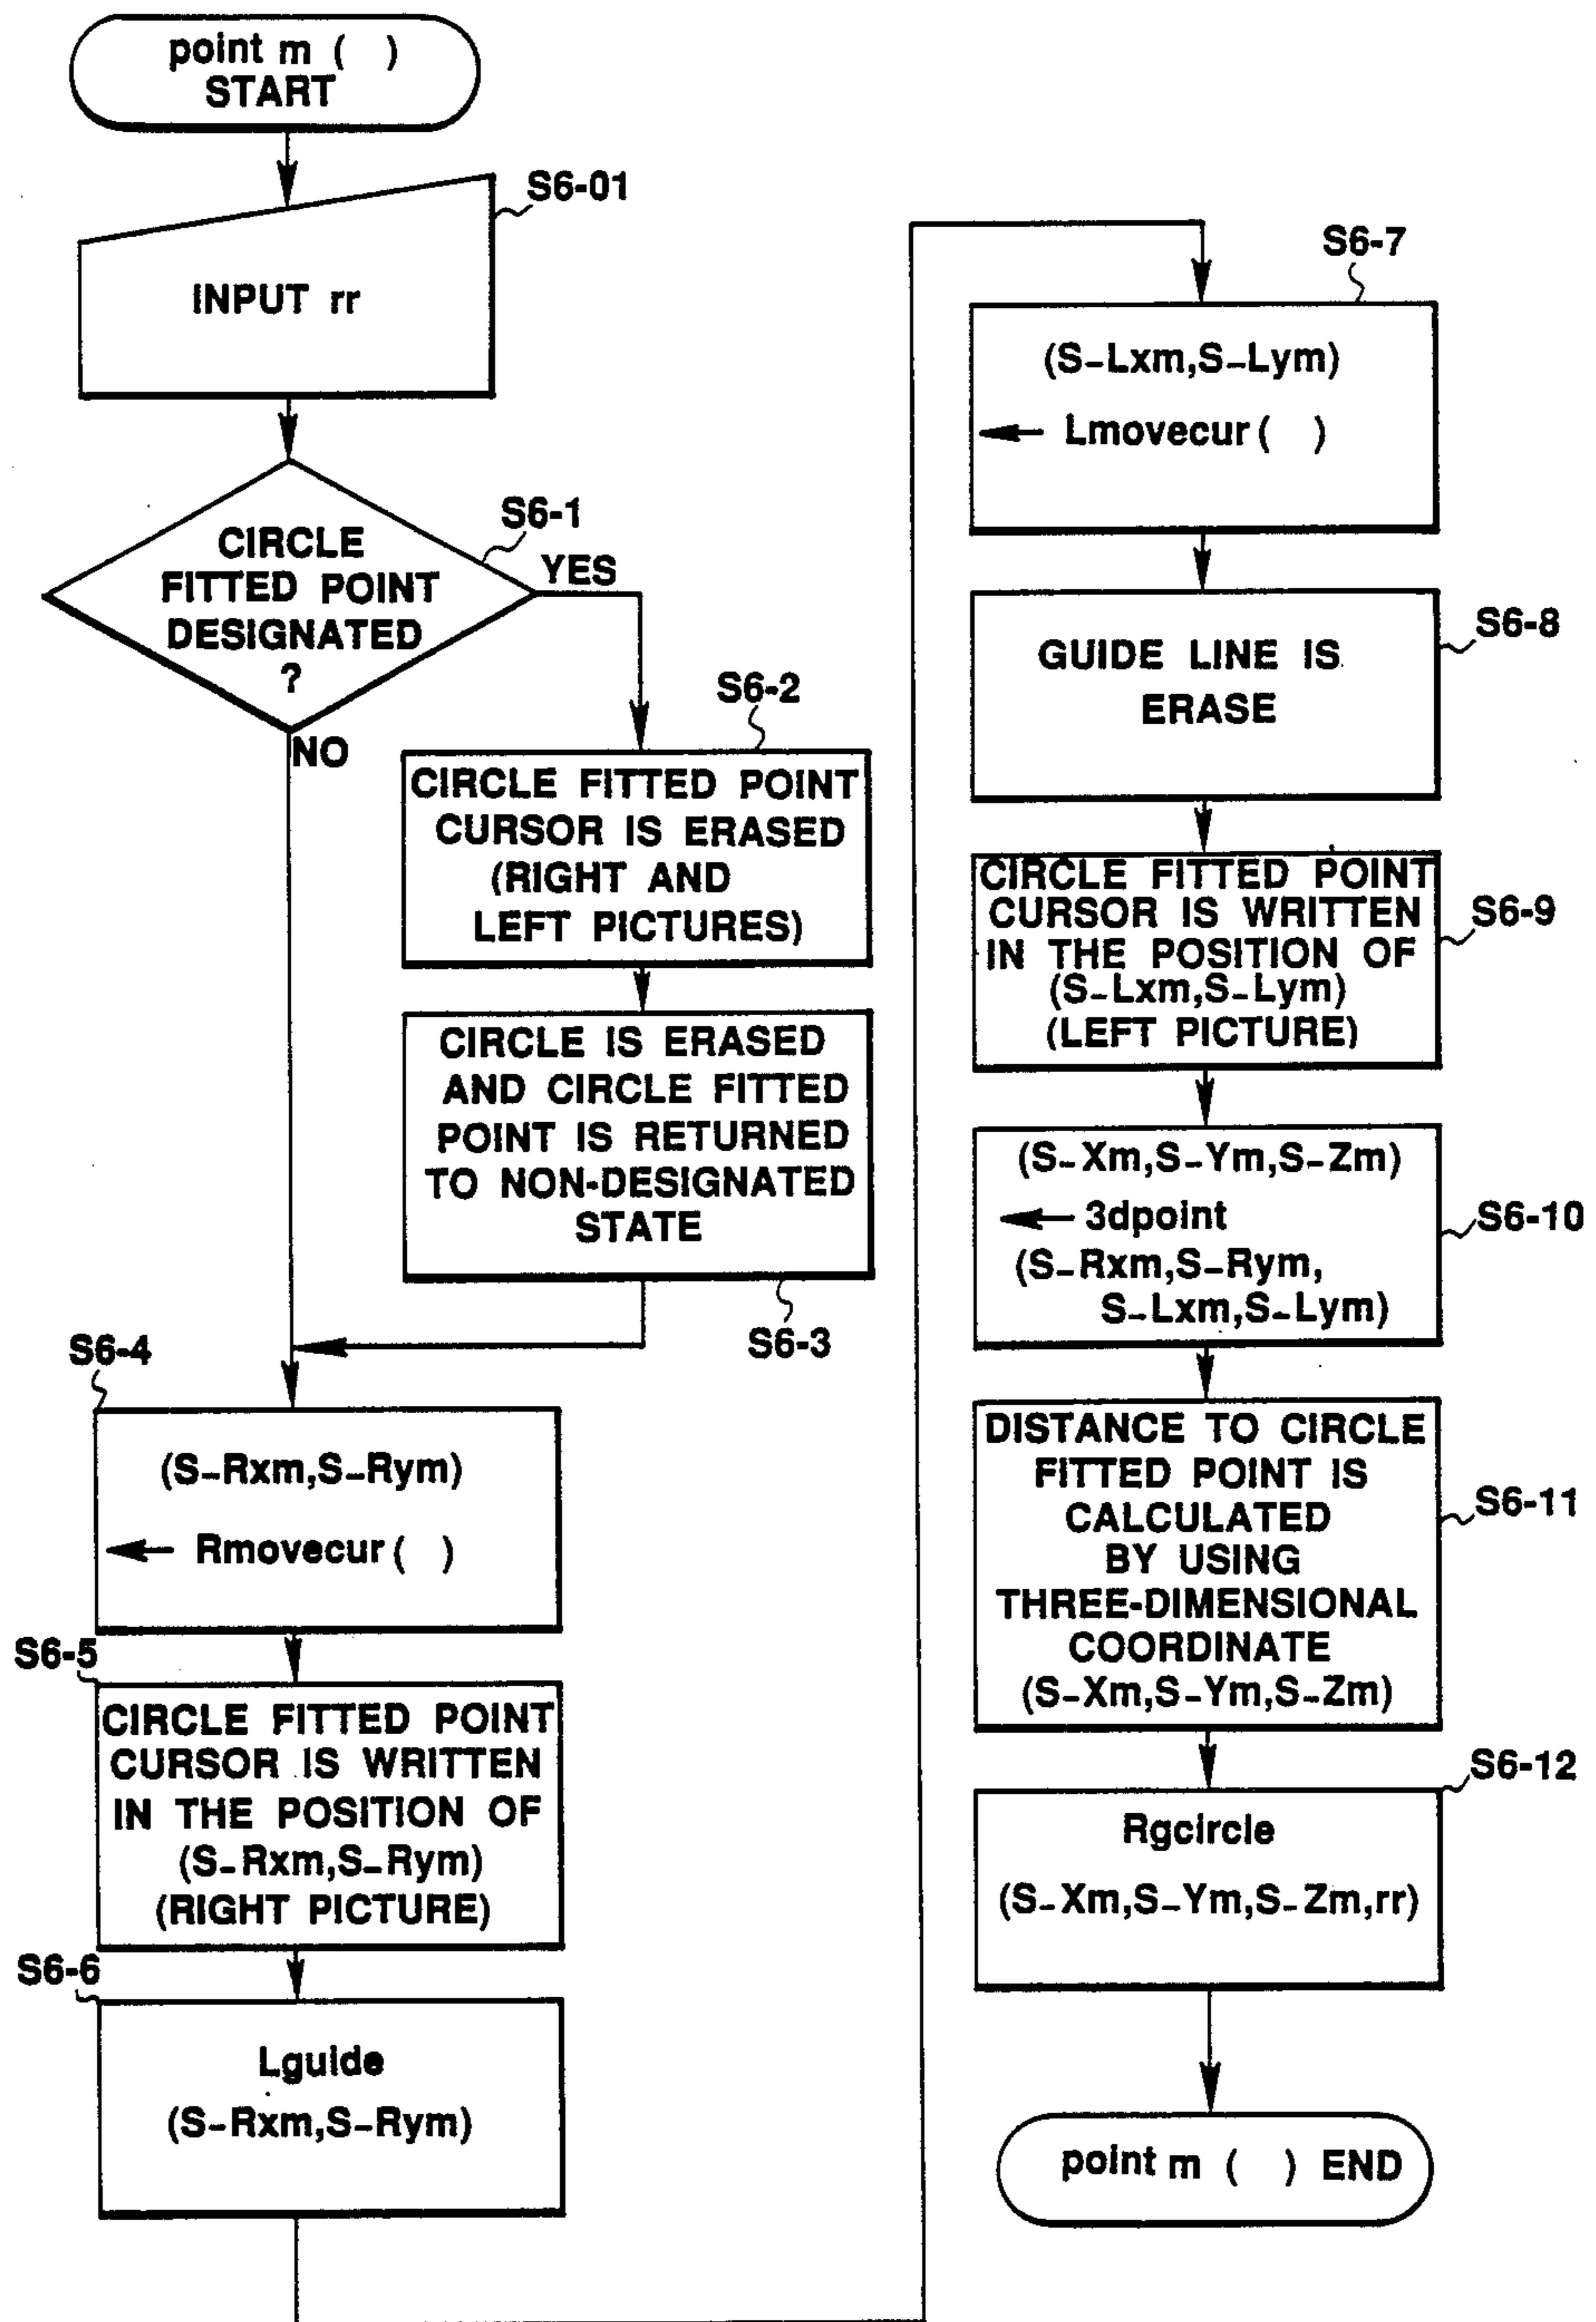 point m (   )
START
S6-01
INPUT rr
S6-1
CIRCLE
FITTED POINT
DESIGNATED
?
YES
NO
S6-2
CIRCLE FITTED POINT
CURSOR IS ERASED
(RIGHT AND
LEFT PICTURES)
CIRCLE IS ERASED
AND CIRCLE FITTED
POINT IS RETURNED
TO NON-DESIGNATED
STATE
S6-3
S6-4
(S-Rxm,S-Rym)
← Rmovecur (   )
S6-5
CIRCLE FITTED POINT
CURSOR IS WRITTEN
IN THE POSITION OF
(S-Rxm,S-Rym)
(RIGHT PICTURE)
S6-6
Lguide
(S-Rxm,S-Rym)
S6-7
(S-Lxm,S-Lym)
← Lmovecur (   )
S6-8
GUIDE LINE IS
ERASE
S6-9
CIRCLE FITTED POINT
CURSOR IS WRITTEN
IN THE POSITION OF
(S-Lxm,S-Lym)
(LEFT PICTURE)
S6-10
(S-Xm,S-Ym,S-Zm)
← 3dpoint
(S-Rxm,S-Rym,
S-Lxm,S-Lym)
S6-11
DISTANCE TO CIRCLE
FITTED POINT IS
CALCULATED
BY USING
THREE-DIMENSIONAL
COORDINATE
(S-Xm,S-Ym,S-Zm)
S6-12
Rgcircle
(S-Xm,S-Ym,S-Zm,rr)
point m (   ) END